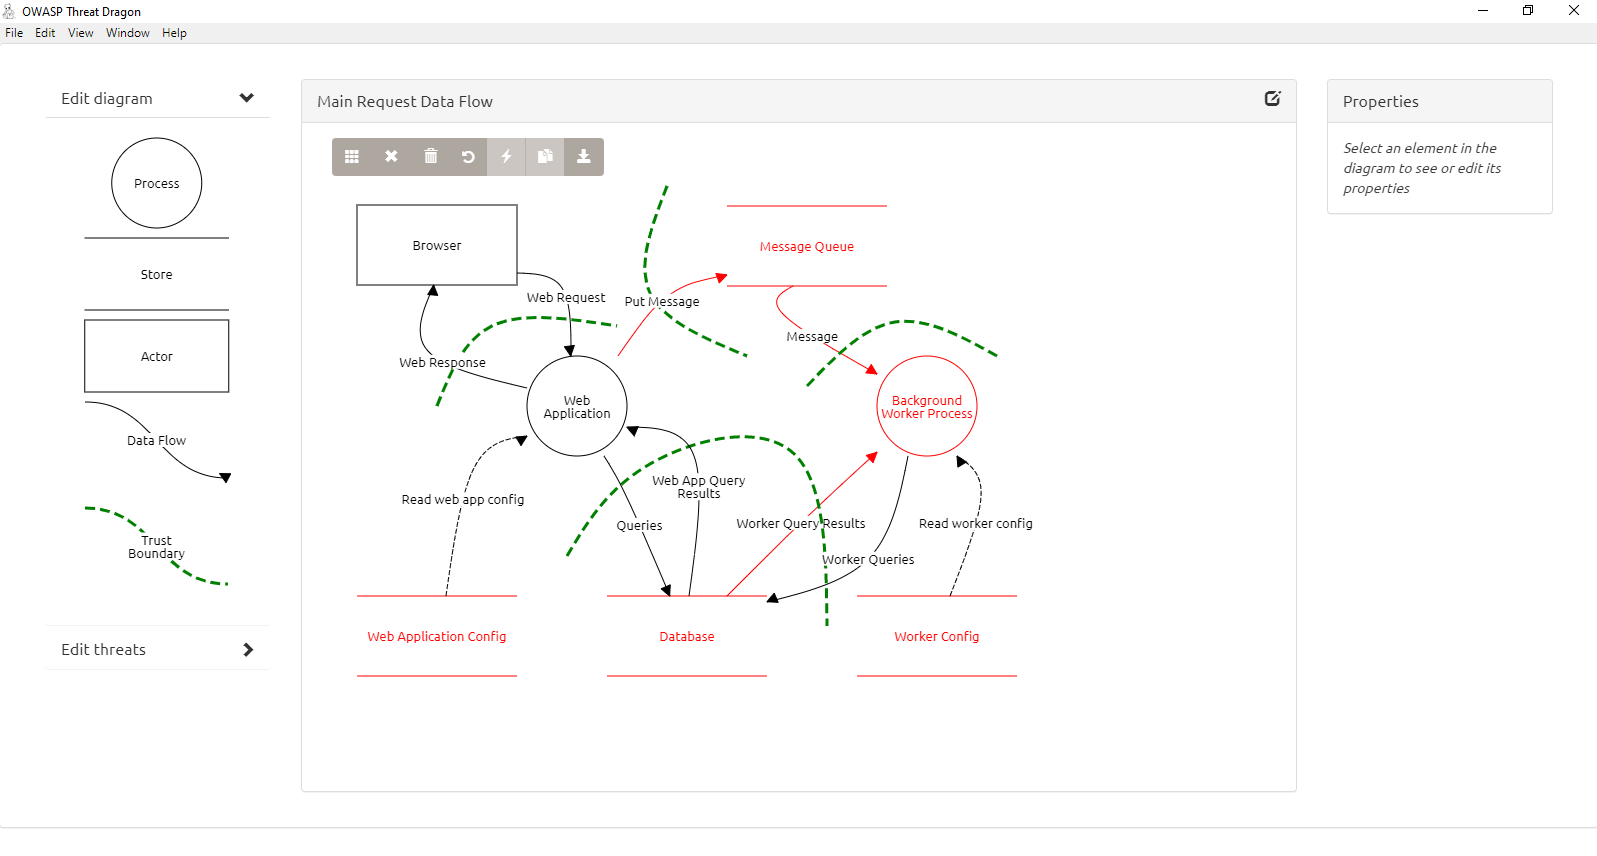 OWASP Threat Dragon
File Edit View Window Help
Edit diagram
Process
Store
Actor
Data Flow
Trust
Boundary
Edit threats
Main Request Data Flow
Browser
Message Queue
Web Request
Put Message
Message
Web Response
Web
Application
Background
Worker Process
Read web app config
Web App Query
Results
Queries
Worker Query Results
Read worker config
Worker Queries
Web Application Config
Database
Worker Config
Properties
Select an element in the
diagram to see or edit its
properties